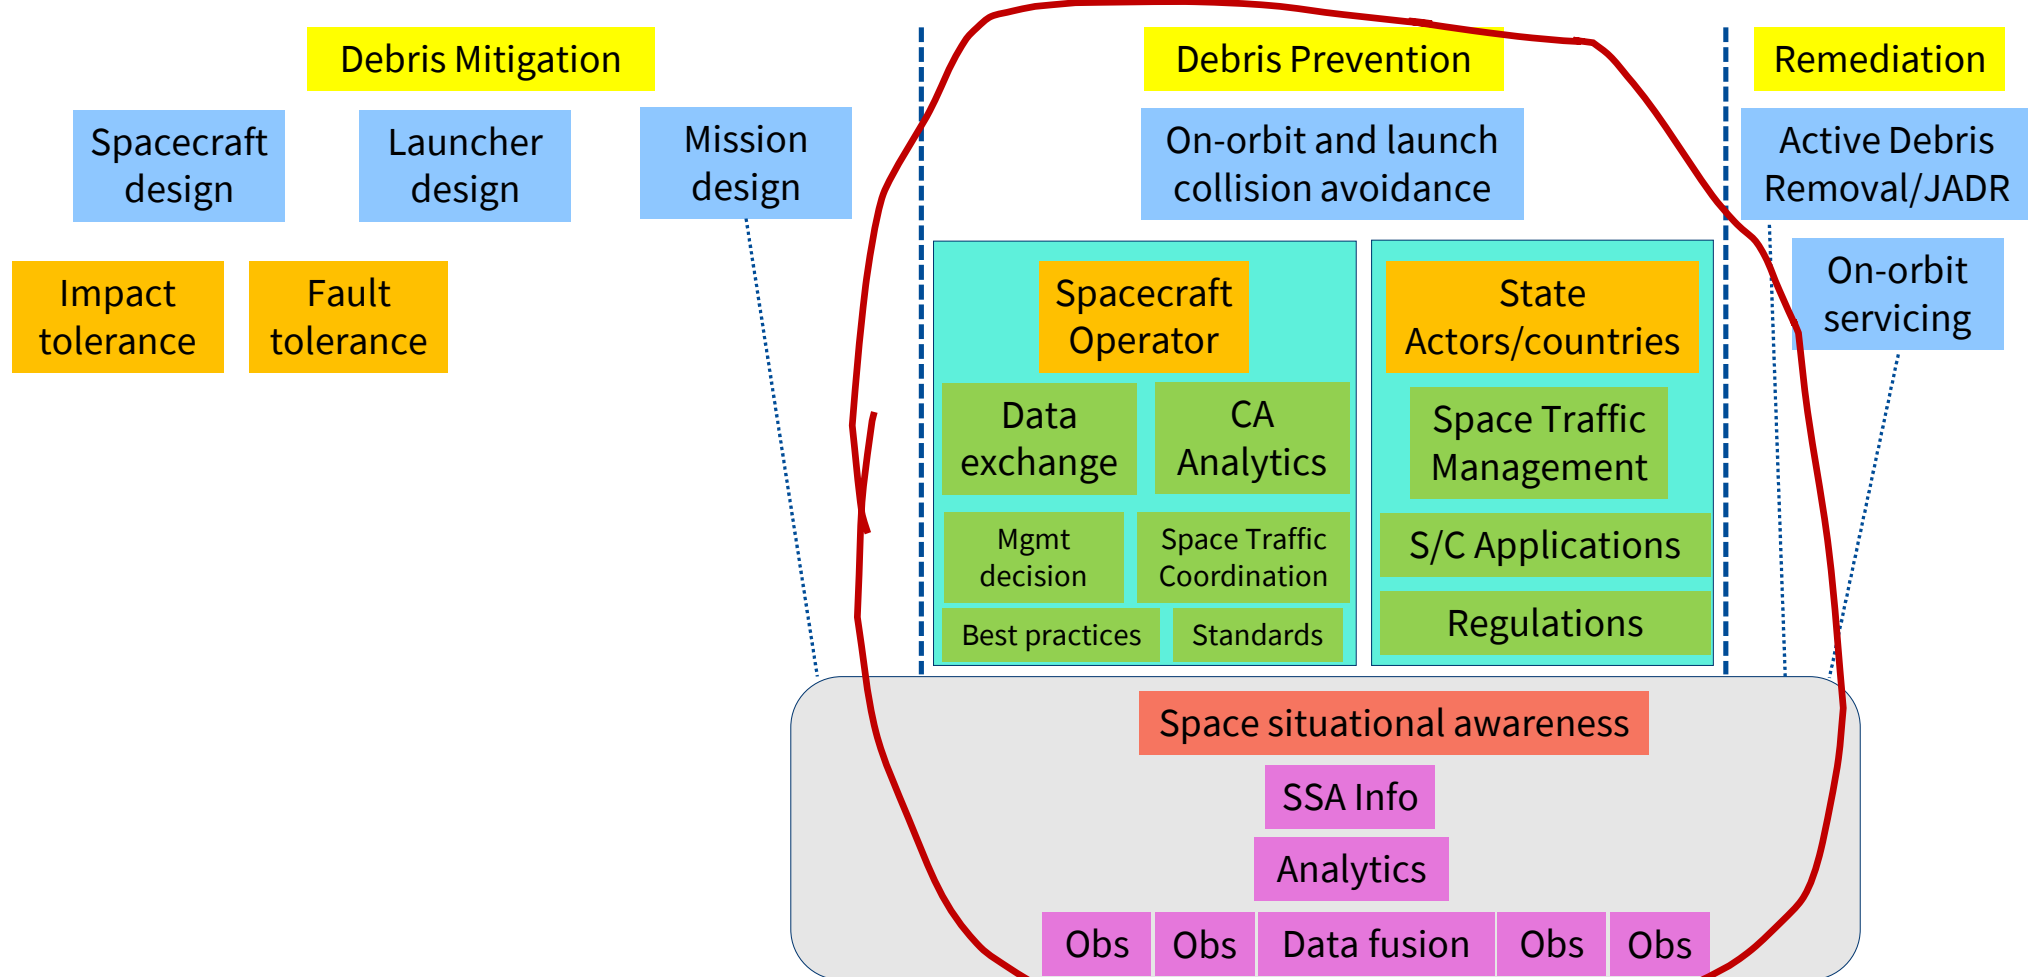 Debris Mitigation
Debris Prevention
Remediation
Spacecraft
design
Launcher
design
Mission
design
On-orbit and launch
collision avoidance
Active Debris
Removal/JADR
Impact
tolerance
Fault
tolerance
Spacecraft
Operator
State
Actors/countries
On-orbit
servicing
Data
exchange
CA
Analytics
Space Traffic
Management
Mgmt
decision
Space Traffic
Coordination
S/C Applications
Best practices
Standards
Regulations
Space situational awareness
SSA Info
Analytics
Obs
Obs
Data fusion
Obs
Obs